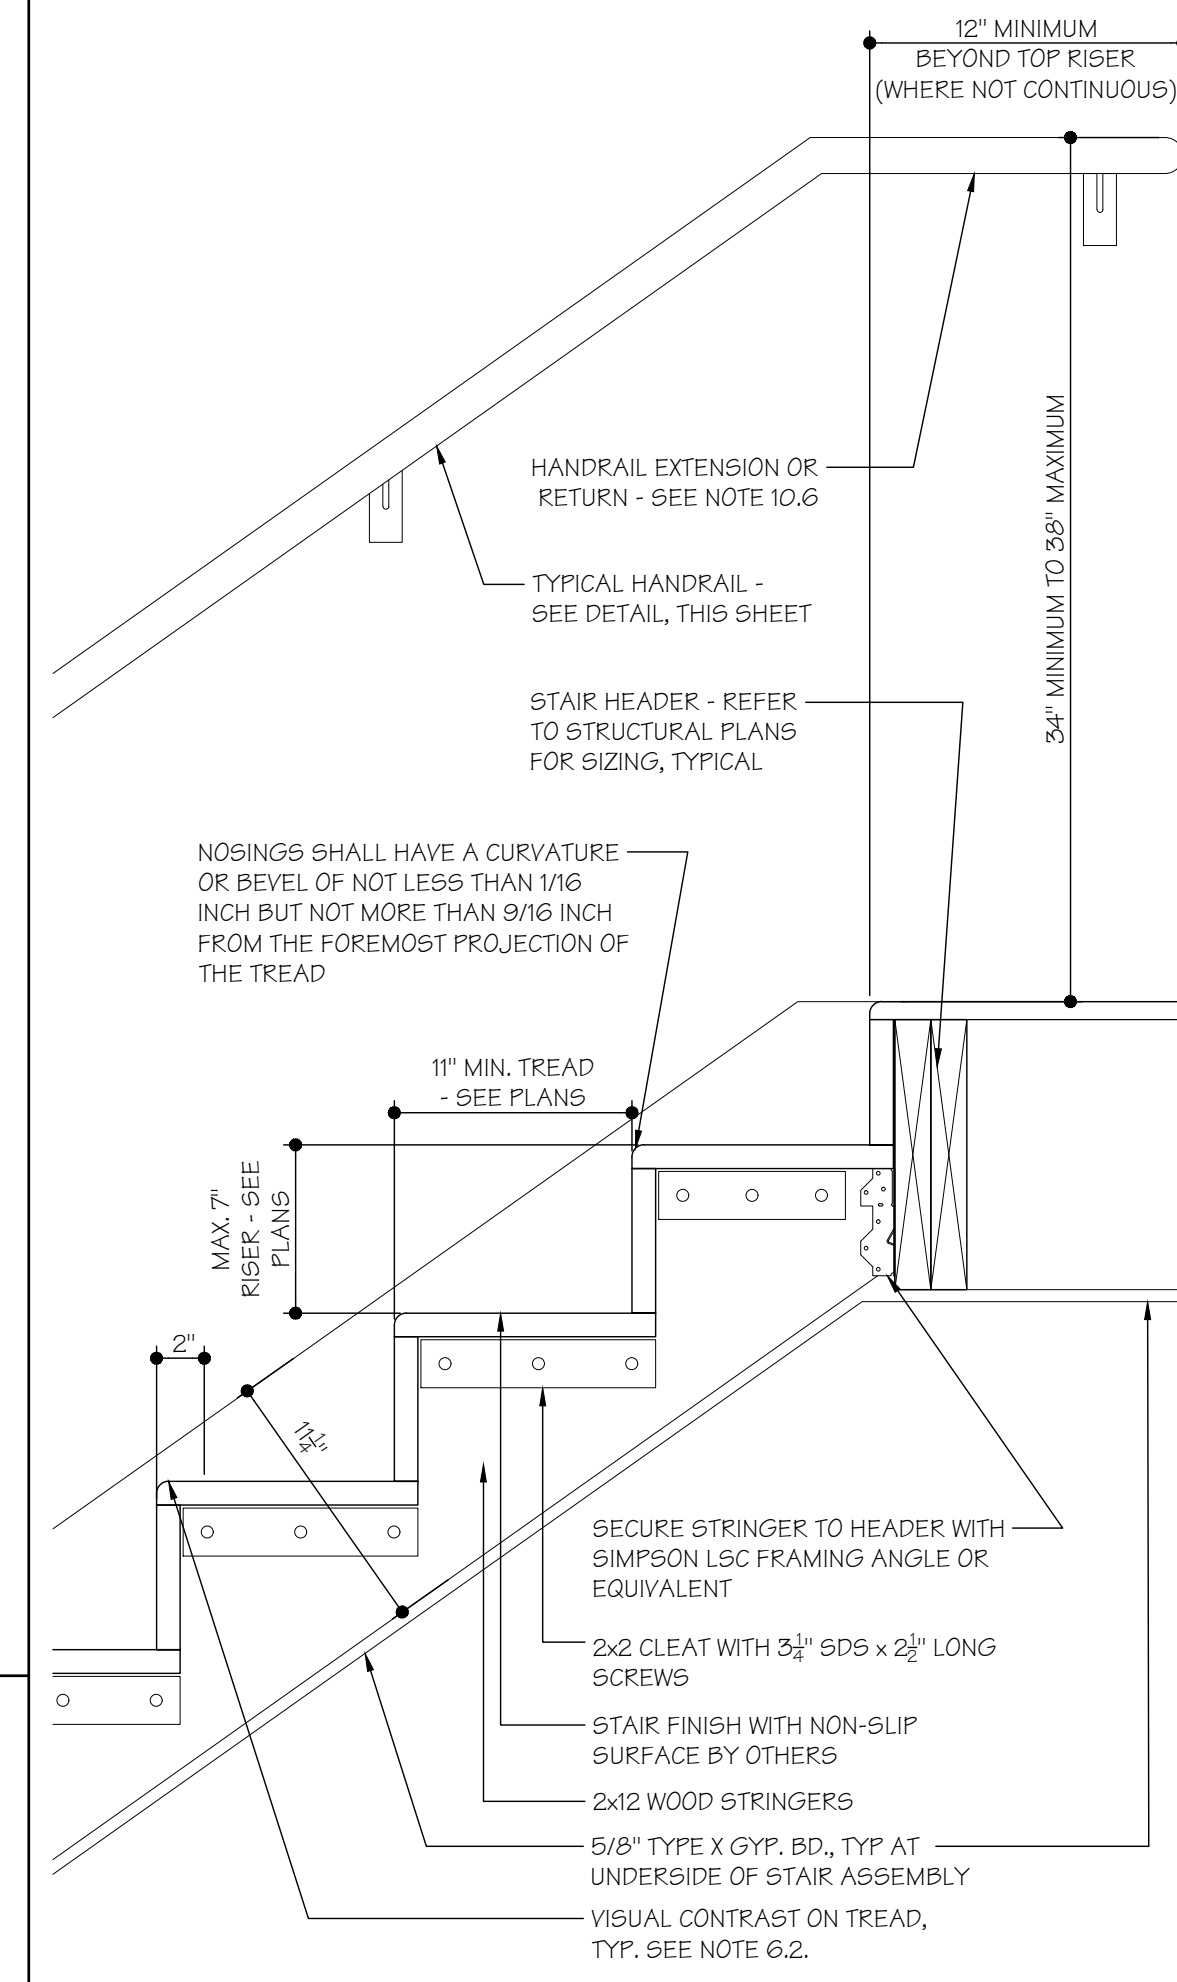 12" MINIMUM
BEYOND TOP RISER
(WHERE NOT CONTINUOUS)
HANDRAIL EXTENSION OR
RETURN - SEE NOTE 10.6
34" MINIMUM TO 38" MAXIMUM
TYPICAL HANDRAIL -
SEE DETAIL, THIS SHEET
STAIR HEADER - REFER
TO STRUCTURAL PLANS
FOR SIZING, TYPICAL
NOSINGS SHALL HAVE A CURVATURE
OR BEVEL OF NOT LESS THAN 1/16
INCH BUT NOT MORE THAN 9/16 INCH
FROM THE FOREMOST PROJECTION OF
THE TREAD
11" MIN. TREAD
- SEE PLANS
MAX. 7"
RISER - SEE
PLANS
2"
11 1/4"
SECURE STRINGER TO HEADER WITH
SIMPSON LSC FRAMING ANGLE OR
EQUIVALENT
2x2 CLEAT WITH 3 1/4" SDS x 2 1/2" LONG
SCREWS
STAIR FINISH WITH NON-SLIP
SURFACE BY OTHERS
2x12 WOOD STRINGERS
5/8" TYPE X GYP. BD., TYP AT
UNDERSIDE OF STAIR ASSEMBLY
VISUAL CONTRAST ON TREAD,
TYP. SEE NOTE 6.2.